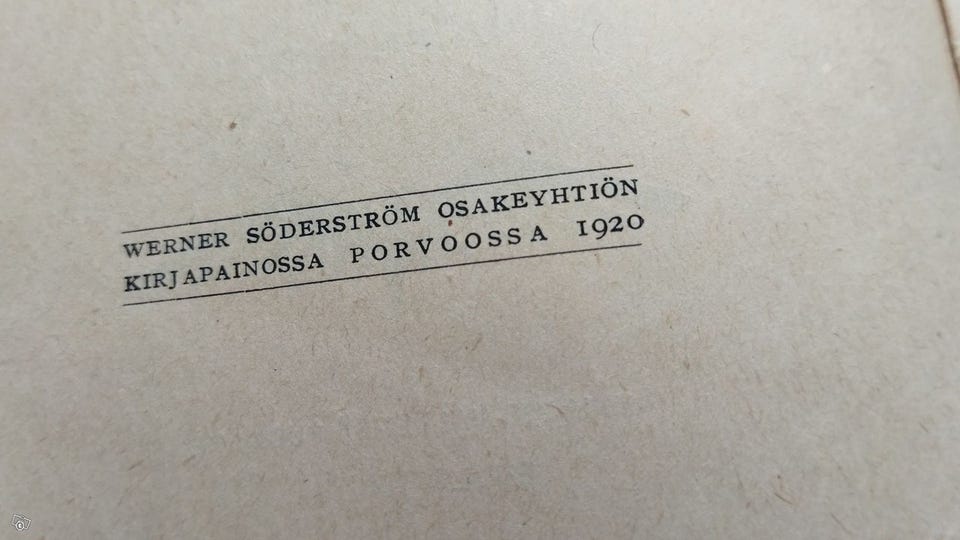 WERNER SÖDERSTRÖM OSAKEYHTIÖN
KIRJAPAINOSSA PORVOOSSA 1920